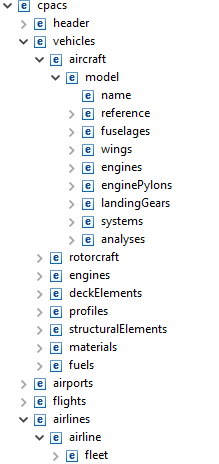 cpacs
header
vehicles
aircraft
model
name
reference
fuselages
wings
engines
enginePylons
landingGears
systems
analyses
rotorcraft
engines
deckElements
profiles
structuralElements
materials
fuels
airports
flights
airlines
airline
fleet